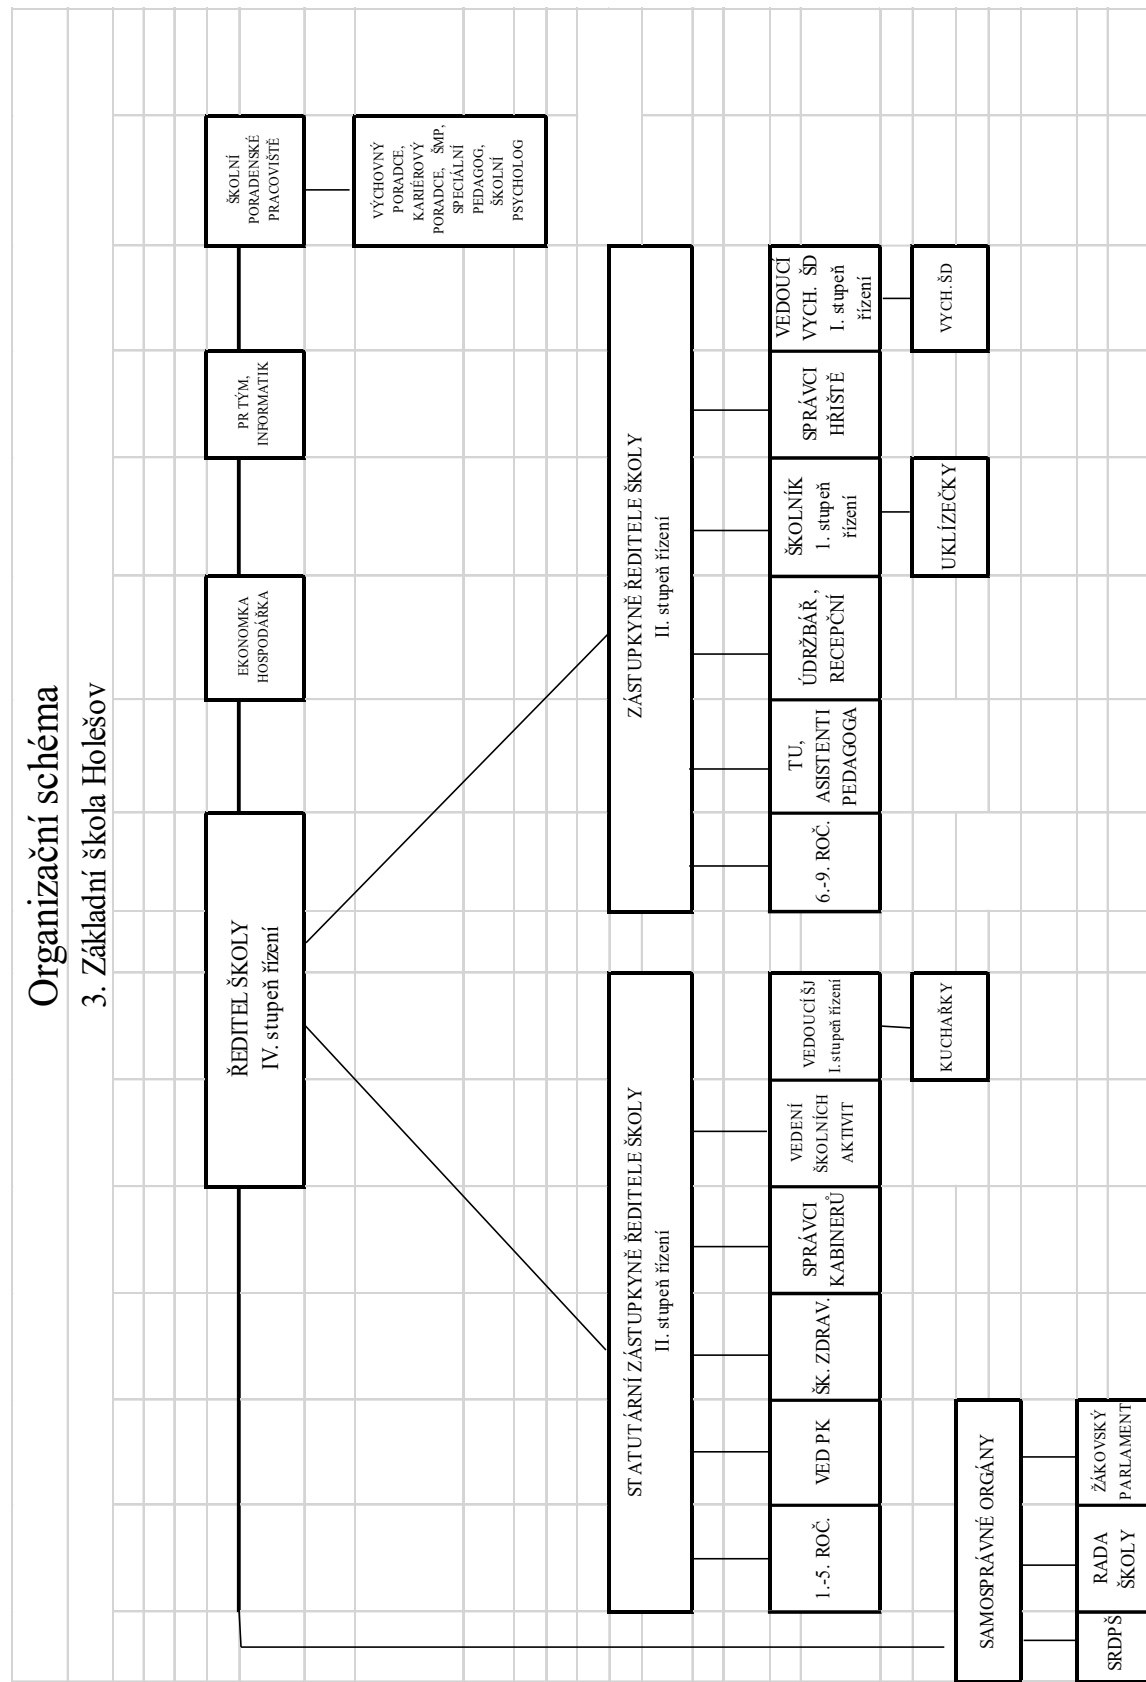 Organizační schéma
3. Základní škola Holešov
ŘEDITEL ŠKOLY
IV. stupeň řízení
EKONOMKA
HOSPODÁŘKA
PR TÝM,
INFORMATIK
ŠKOLNÍ
PORADENSKÉ
PRACOVIŠTĚ
VÝCHOVNÝ
PORADCE,
KARIÉROVÝ
PORADCE, ŠMP,
SPECIÁLNÍ
PEDAGOG,
ŠKOLNÍ
PSYCHOLOG
STATUTÁRNÍ ZÁSTUPKYNĚ ŘEDITELE ŠKOLY
II. stupeň řízení
ZÁSTUPKYNĚ ŘEDITELE ŠKOLY
II. stupeň řízení
1.-5. ROČ.
VED PK
ŠK. ZDRAV.
SPRÁVCI
KABINERŮ
VEDENÍ
ŠKOLNÍCH
AKTIVIT
VEDOUCÍ ŠJ
I.stupeň řízení
6.-9. ROČ.
TU,
ASISTENTI
PEDAGOGA
ÚDRŽBÁŘ,
RECEPČNÍ
ŠKOLNÍK
1. stupeň
řízení
SPRÁVCI
HŘIŠTĚ
VEDOUCÍ
VYCH. ŠD
I. stupeň
řízení
KUCHAŘKY
UKLÍZEČKY
VYCH.ŠD
SAMOSPRÁVNÉ ORGÁNY
SRDPŠ
RADA
ŠKOLY
ŽÁKOVSKÝ
PARLAMENT